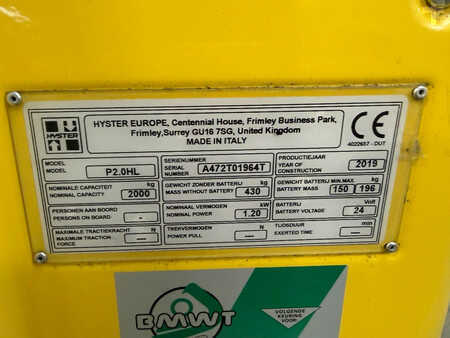 HYSTER
HYSTER EUROPE, Centennial House, Frimley Business Park,
Frimley,Surrey GU16 7SG, United Kingdom
MADE IN ITALY
CE
4022657 - DUT
MODEL
MODEL
P2.0HL
SERIENUMMER
SERIAL
NUMBER
A472T01964T
PRODUCTIEJAAR
YEAR OF
CONSTRUCTION
2019
NOMINALE CAPACITEIT
NOMINAL CAPACITY
kg
2000
GEWICHT ZONDER BATTERIJ
MASS WITHOUT BATTERY
kg
430
GEWICHT BATTERIJ MIN./MAX.
BATTERY MASS
kg
150 196
PERSONEN AAN BOORD
PERSONS ON BOARD
-
NOMINAAL VERMOGEN
NOMINAL POWER
kW
1.20
BATTERIJ
BATTERY VOLTAGE
Volt
24
MAXIMALE TRACTIEKRACHT
MAXIMUM TRACTION
FORCE
N
---
TREKVERMOGEN
POWER PULL
N
---
TIJDSDUUR
EXERTED TIME
min
---
BMWT
VOLGENDE
KEURING
VOOR: